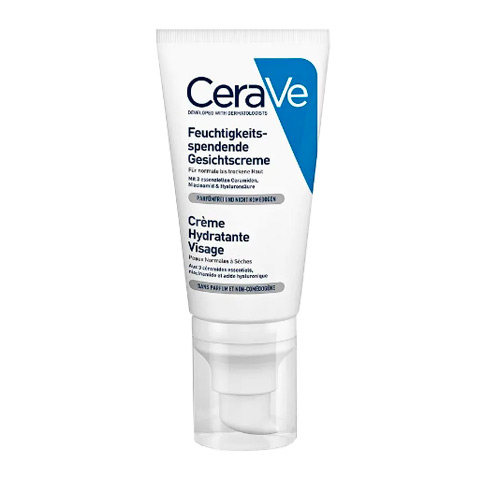 CeraVe
DEVELOPED WITH DERMATOLOGISTS
Feuchtigkeits-
spendende
Gesichtscreme
Für normale bis trockene Haut
Mit 3 essenziellen Ceramiden,
Niacinamid & Hyaluronsäure
PARFÜMFREI UND NICHT KOMEDOGEN
Crème
Hydratante
Visage
Peaux Normales à Sèches
Aux 3 céramides essentiels,
niacinamide et acide hyaluronique
SANS PARFUM ET NON-COMÉDOGÈNE